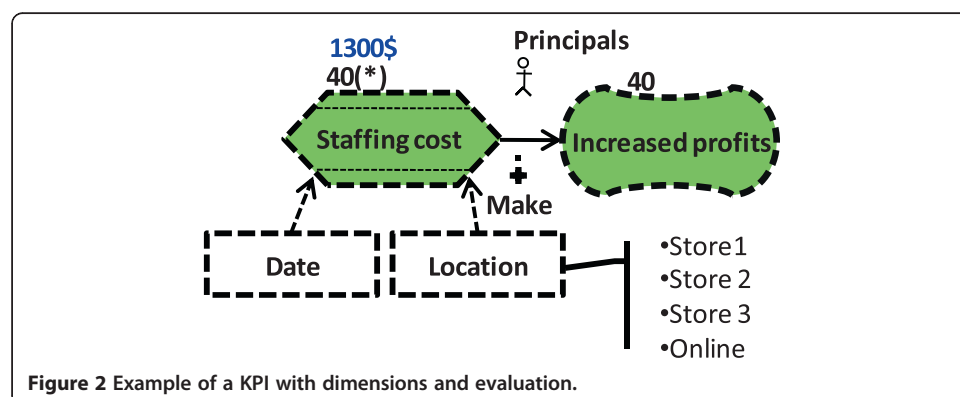 1300$
40(*)
Principals
40
Staffing cost
Increased profits
Make
Date
Location
•Store1
•Store 2
•Store 3
•Online
Figure 2 Example of a KPI with dimensions and evaluation.